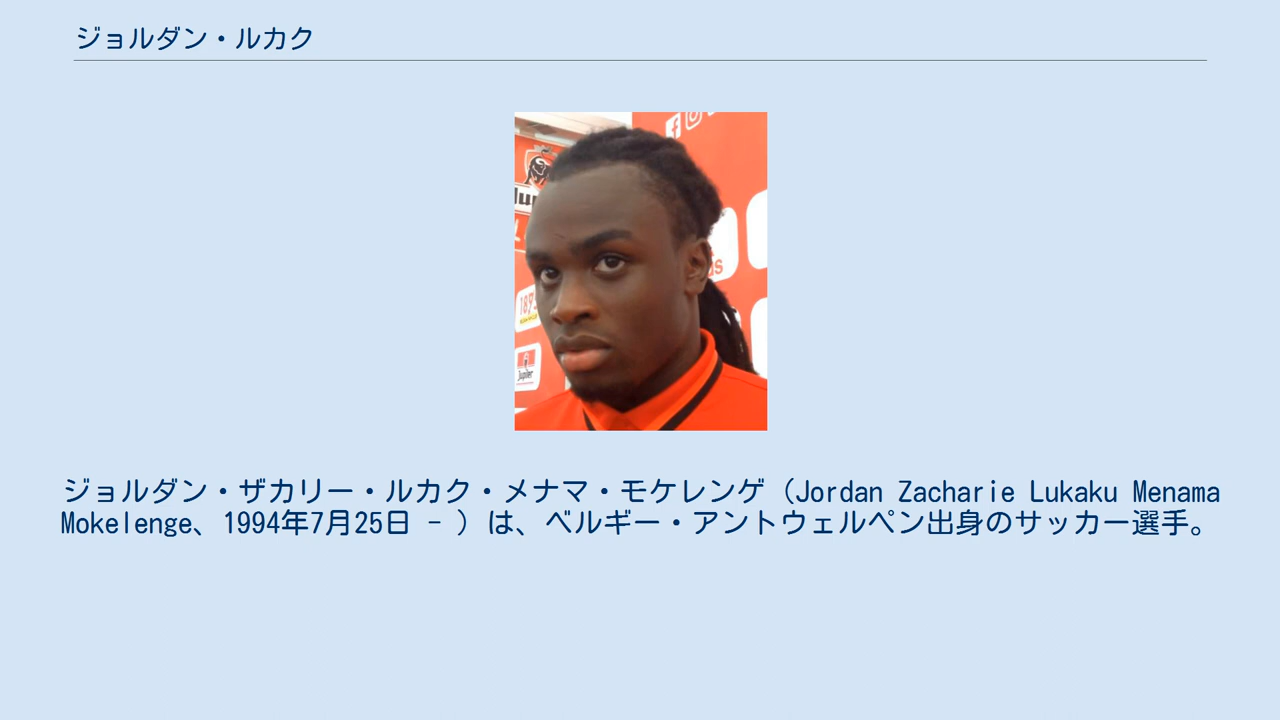 ジョルダン・ルカク
Jupiler
ジョルダン・ザカリー・ルカク・メナマ・モケレンゲ（Jordan Zacharie Lukaku Menama
Mokelenge、1994年7月25日 - ）は、ベルギー・アントウェルペン出身のサッカー選手。